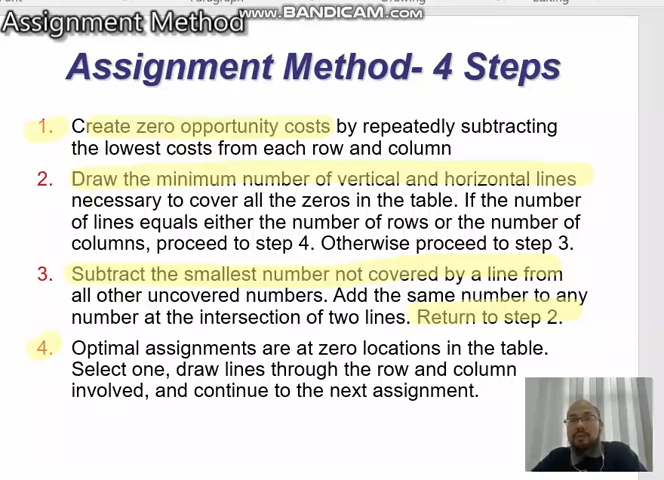 www.BANDICAM.com
Assignment Method
Assignment Method- 4 Steps
1. Create zero opportunity costs by repeatedly subtracting
the lowest costs from each row and column
2. Draw the minimum number of vertical and horizontal lines
necessary to cover all the zeros in the table. If the number
of lines equals either the number of rows or the number of
columns, proceed to step 4. Otherwise proceed to step 3.
3. Subtract the smallest number not covered by a line from
all other uncovered numbers. Add the same number to any
number at the intersection of two lines. Return to step 2.
4. Optimal assignments are at zero locations in the table.
Select one, draw lines through the row and column
involved, and continue to the next assignment.